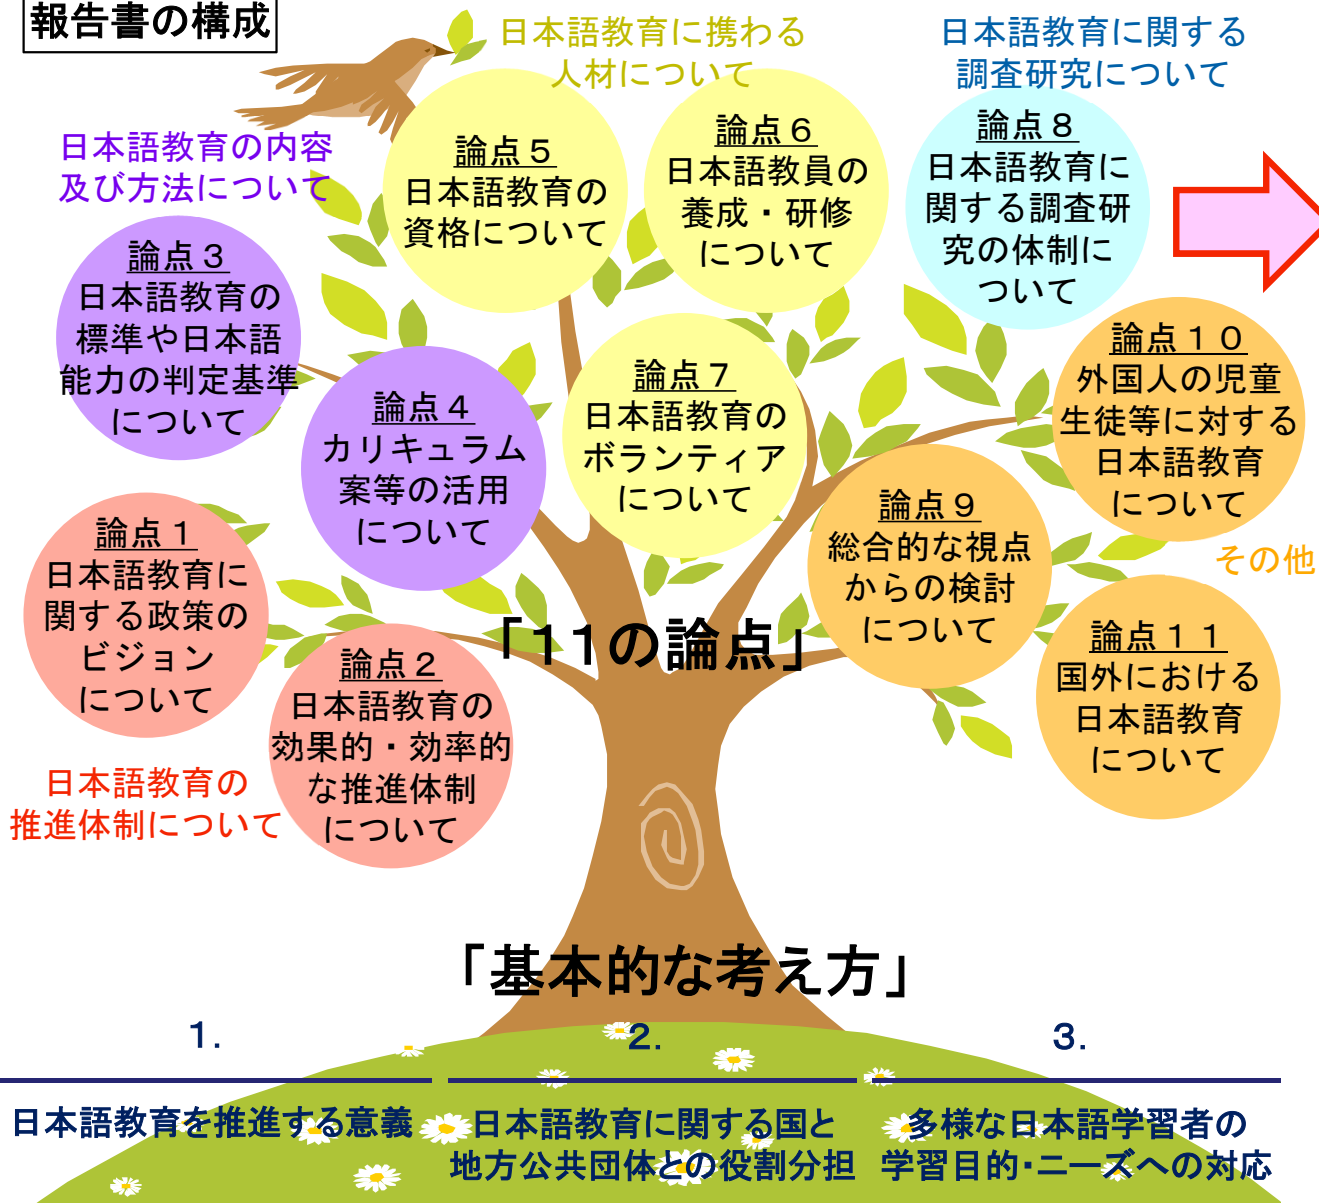 報告書の構成
日本語教育に携わる
人材について
日本語教育に関する
調査研究について
日本語教育の内容
及び方法について
論点５
日本語教育の
資格について
論点６
日本語教員の
養成・研修
について
論点８
日本語教育に
関する調査研
究の体制に
ついて
論点３
日本語教育の
標準や日本語
能力の判定基準
について
論点４
カリキュラム
案等の活用
について
論点７
日本語教育の
ボランティア
について
論点１０
外国人の児童
生徒等に対する
日本語教育
について
論点９
総合的な視点
からの検討
について
その他
論点１
日本語教育に
関する政策の
ビジョン
について
論点２
日本語教育の
効果的・効率的
な推進体制
について
「11の論点」
論点１１
国外における
日本語教育
について
日本語教育の
推進体制について
「基本的な考え方」
1.
日本語教育を推進する意義
2.
日本語教育に関する国と
地方公共団体との役割分担
3.
多様な日本語学習者の
学習目的・ニーズへの対応